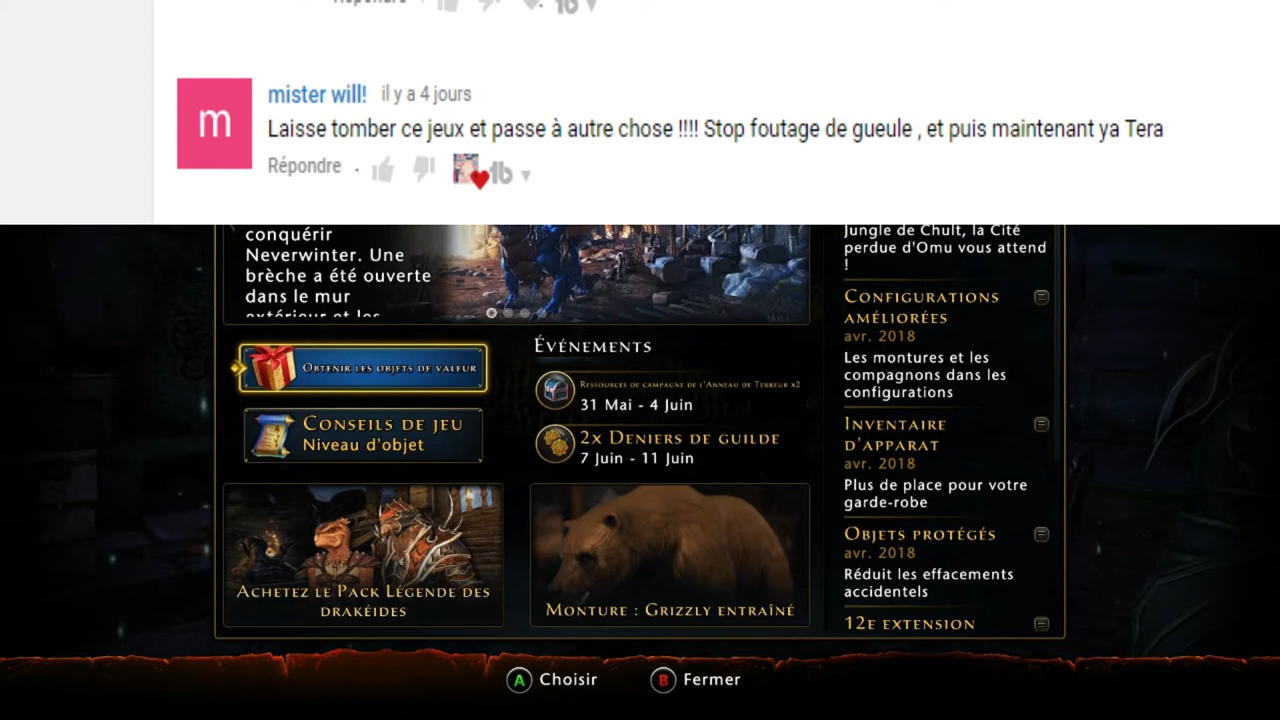 mister will! il y a 4 jours
Laisse tomber ce jeux et passe à autre chose !!!! Stop foutage de gueule , et puis maintenant ya Tera
Répondre
m
conquérir
Neverwinter. Une
brèche a été ouverte
dans le mur
extérieur et les
OBTENIR LES OBJETS DE VALEUR
CONSEILS DE JEU
Niveau d'objet
ÉVÉNEMENTS
RESSOURCES DE CAMPAGNE DE L'ANNEAU DE TERREUR X2
31 Mai - 4 Juin
2X DENIERS DE GUILDE
7 Juin - 11 Juin
ACHETEZ LE PACK LÉGENDE DES
DRAKÉIDES
MONTURE : GRIZZLY ENTRAÎNÉ
Jungle de Chult, la Cité
perdue d'Omu vous attend
!
CONFIGURATIONS
AMÉLIORÉES
avr. 2018
Les montures et les
compagnons dans les
configurations
INVENTAIRE
D'APPARAT
avr. 2018
Plus de place pour votre
garde-robe
OBJETS PROTÉGÉS
avr. 2018
Réduit les effacements
accidentels
12E EXTENSION
A Choisir
B Fermer